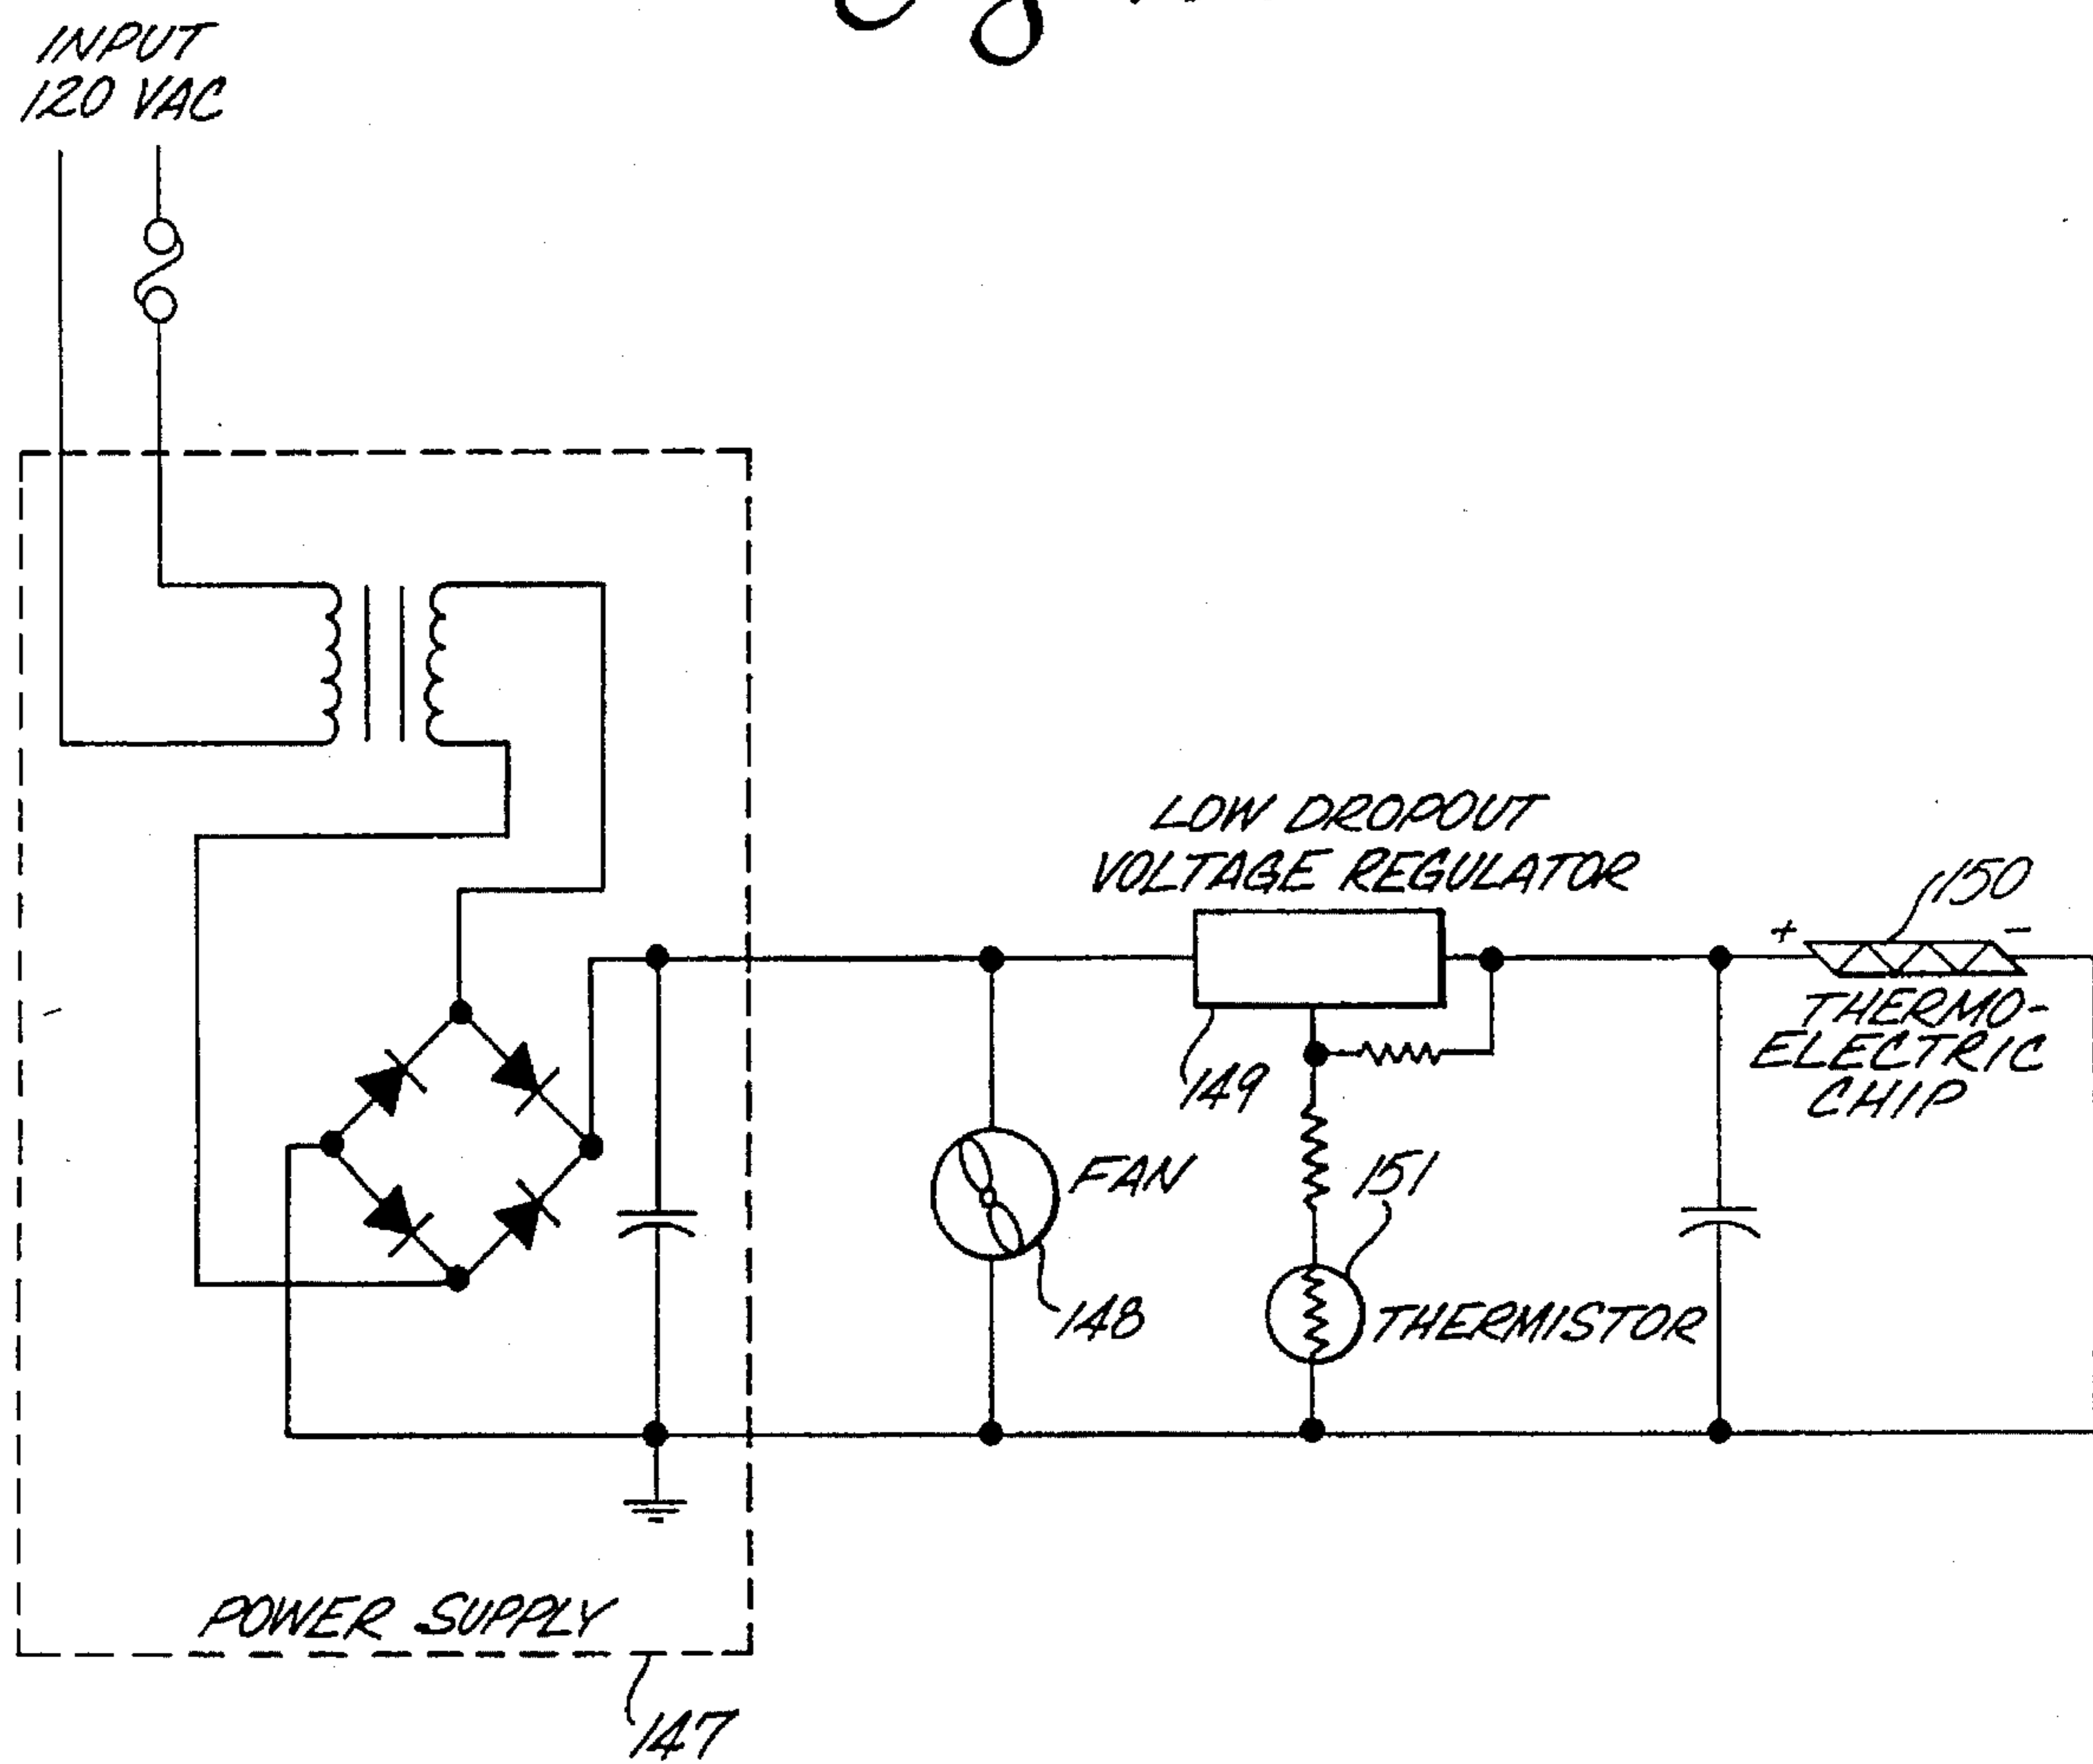 INPUT
120 VAC
LOW DROPOUT
VOLTAGE REGULATOR
150
+
-
THERMO-
ELECTRIC
CHIP
149
FAN
151
148
THERMISTOR
POWER SUPPLY
147